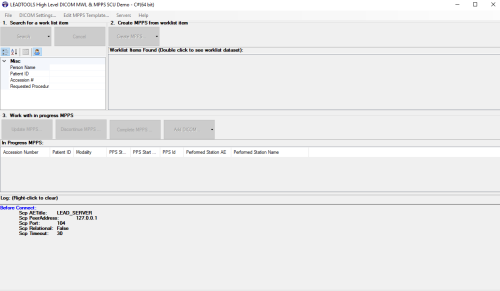 LEADTOOLS High Level DICOM MWL & MPPS SCU Demo - C#(64 bit)
File DICOM Settings... Edit MPPS Template... Servers Help
1. Search for a work list item 2. Create MPPS from worklist item
Search Cancel Create MPPS
Worklist Items Found (Double click to see worklist dataset):
Misc
Person Name
Patient ID
Accession #
Requested Procedur
3. Work with in progress MPPS
Update MPPS Discontinue MPPS Complete MPPS Add DICOM
In Progress MPPS:
Accession Number Patient ID Modality PPS St... PPS Start ... PPS Id Performed Station AE Performed Station Name
Log: (Right-click to clear)
Before Connect:
Scp AETitle: LEAD_SERVER
Scp PeerAddress: 127.0.0.1
Scp Port: 104
Scp Relational: False
Scp Timeout: 30